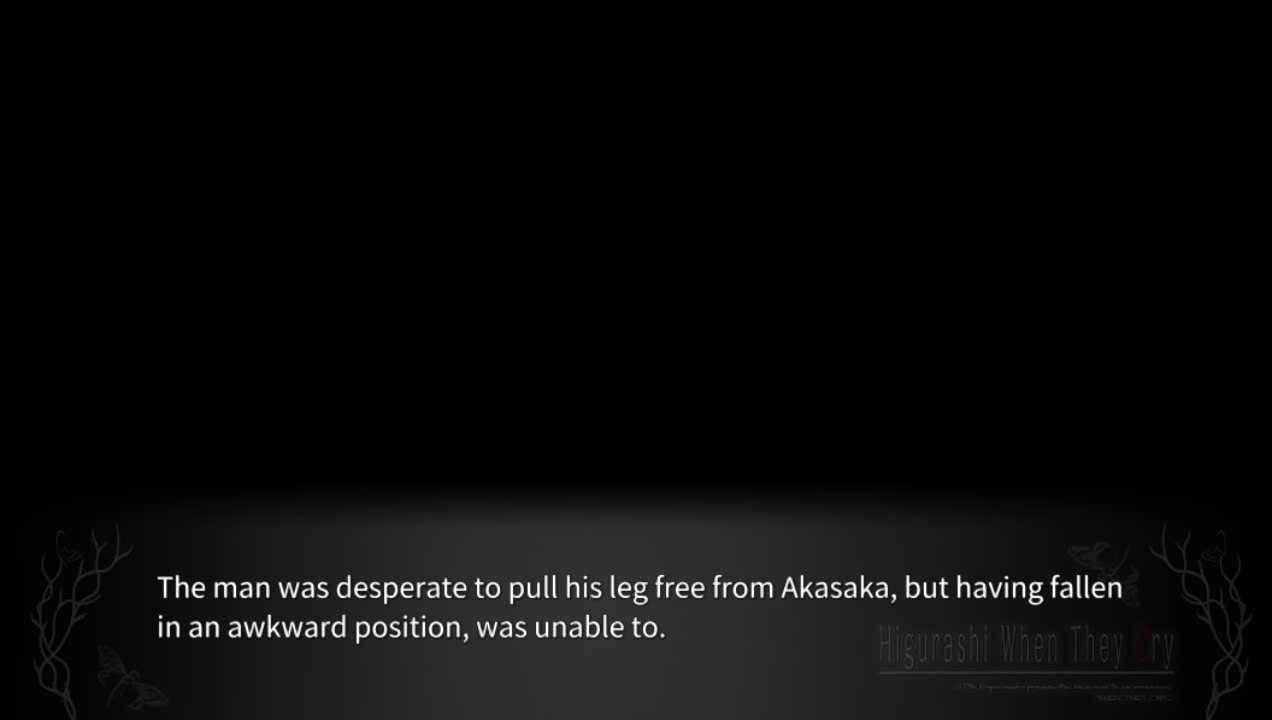 The man was desperate to pull his leg free from Akasaka, but having fallen
in an awkward position, was unable to.
Higurashi When They Cry